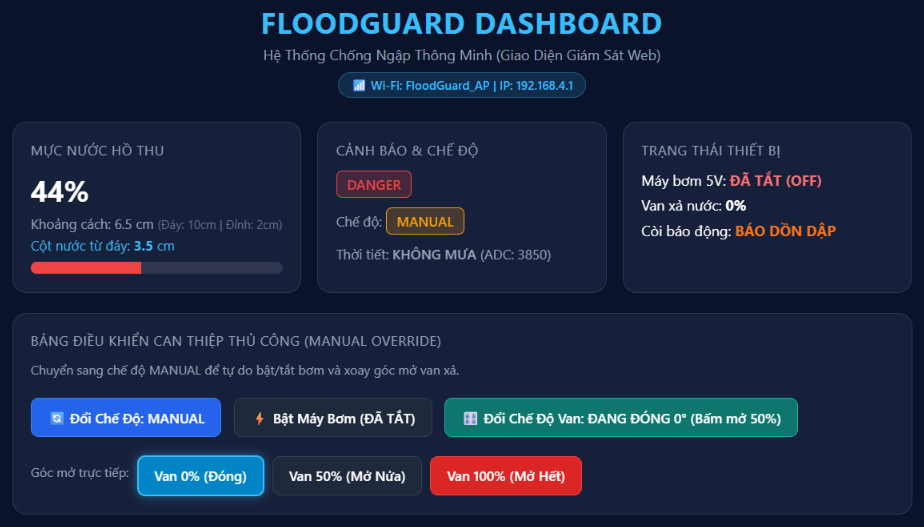 FLOODGUARD DASHBOARD
Hệ Thống Chống Ngập Thông Minh (Giao Diện Giám Sát Web)
Wi-Fi: FloodGuard_AP | IP: 192.168.4.1
MỰC NƯỚC HỒ THU
44%
Khoảng cách: 6.5 cm (Đáy: 10cm | Đỉnh: 2cm)
Cột nước từ đáy: 3.5 cm
CẢNH BÁO & CHẾ ĐỘ
DANGER
Chế độ: MANUAL
Thời tiết: KHÔNG MƯA (ADC: 3850)
TRẠNG THÁI THIẾT BỊ
Máy bơm 5V: ĐÃ TẮT (OFF)
Van xả nước: 0%
Còi báo động: BÁO DỒN DẬP
BẢNG ĐIỀU KHIỂN CAN THIỆP THỦ CÔNG (MANUAL OVERRIDE)
Chuyển sang chế độ MANUAL để tự do bật/tắt bơm và xoay góc mở van xả.
Đổi Chế Độ: MANUAL
Bật Máy Bơm (ĐÃ TẮT)
Đổi Chế Độ Van: ĐANG ĐÓNG 0° (Bấm mở 50%)
Góc mở trực tiếp:
Van 0% (Đóng)
Van 50% (Mở Nửa)
Van 100% (Mở Hết)